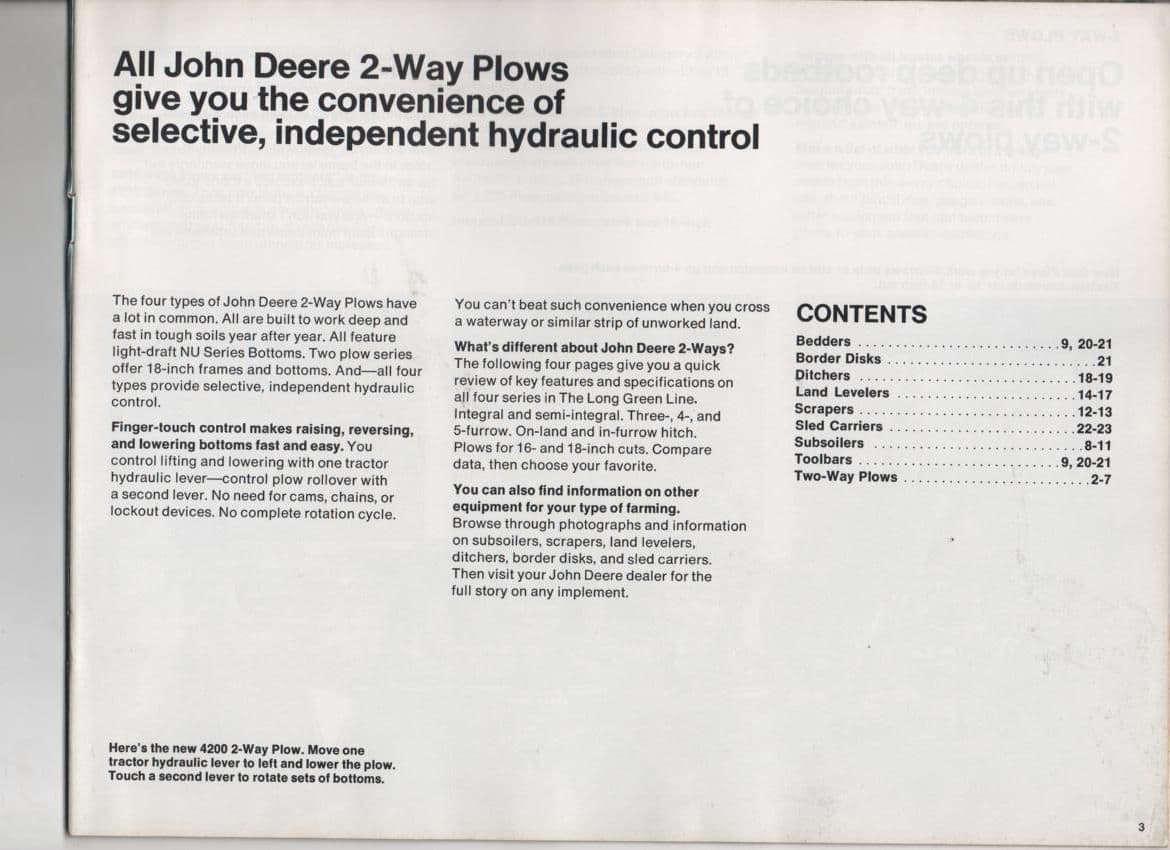 All John Deere 2-Way Plows
give you the convenience of
selective, independent hydraulic control
The four types of John Deere 2-Way Plows have
a lot in common. All are built to work deep and
fast in tough soils year after year. All feature
light-draft NU Series Bottoms. Two plow series
offer 18-inch frames and bottoms. And—all four
types provide selective, independent hydraulic
control.
Finger-touch control makes raising, reversing,
and lowering bottoms fast and easy. You
control lifting and lowering with one tractor
hydraulic lever—control plow rollover with
a second lever. No need for cams, chains, or
lockout devices. No complete rotation cycle.
You can't beat such convenience when you cross
a waterway or similar strip of unworked land.
What's different about John Deere 2-Ways?
The following four pages give you a quick
review of key features and specifications on
all four series in The Long Green Line.
Integral and semi-integral. Three-, 4-, and
5-furrow. On-land and in-furrow hitch.
Plows for 16- and 18-inch cuts. Compare
data, then choose your favorite.
You can also find information on other
equipment for your type of farming.
Browse through photographs and information
on subsoilers, scrapers, land levelers,
ditchers, border disks, and sled carriers.
Then visit your John Deere dealer for the
full story on any implement.
CONTENTS
Bedders . . . . . . . . . . . . . . . . . . . . . . . . . . . 9, 20-21
Border Disks . . . . . . . . . . . . . . . . . . . . . . . . . . . . 21
Ditchers . . . . . . . . . . . . . . . . . . . . . . . . . . . . . 18-19
Land Levelers . . . . . . . . . . . . . . . . . . . . . . . . 14-17
Scrapers . . . . . . . . . . . . . . . . . . . . . . . . . . . . . 12-13
Sled Carriers . . . . . . . . . . . . . . . . . . . . . . . . . 22-23
Subsoilers . . . . . . . . . . . . . . . . . . . . . . . . . . . . 8-11
Toolbars . . . . . . . . . . . . . . . . . . . . . . . . . . . 9, 20-21
Two-Way Plows . . . . . . . . . . . . . . . . . . . . . . . . . 2-7
Here's the new 4200 2-Way Plow. Move one
tractor hydraulic lever to left and lower the plow.
Touch a second lever to rotate sets of bottoms.
3